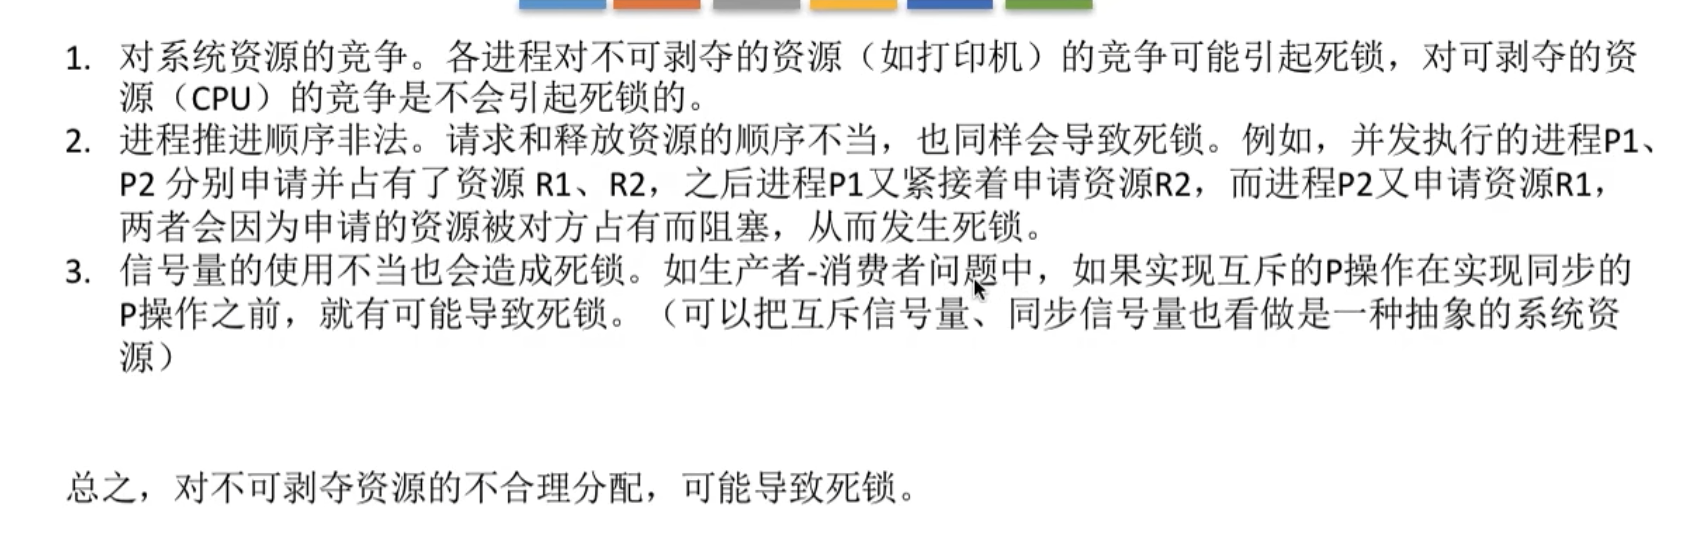 1. 对系统资源的竞争。各进程对不可剥夺的资源（如打印机）的竞争可能引起死锁，对可剥夺的资
源（CPU）的竞争是不会引起死锁的。
2. 进程推进顺序非法。请求和释放资源的顺序不当，也同样会导致死锁。例如，并发执行的进程P1、
P2 分别申请并占有了资源 R1、R2，之后进程P1又紧接着申请资源R2，而进程P2又申请资源R1，
两者会因为申请的资源被对方占有而阻塞，从而发生死锁。
3. 信号量的使用不当也会造成死锁。如生产者-消费者问题中，如果实现互斥的P操作在实现同步的
P操作之前，就有可能导致死锁。（可以把互斥信号量、同步信号量也看做是一种抽象的系统资
源）
总之，对不可剥夺资源的不合理分配，可能导致死锁。